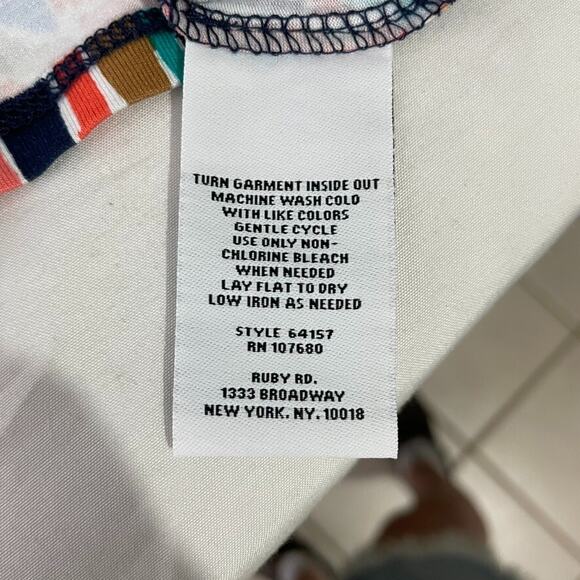 TURN GARMENT INSIDE OUT
MACHINE WASH COLD
WITH LIKE COLORS
GENTLE CYCLE
USE ONLY NON-
CHLORINE BLEACH
WHEN NEEDED
LAY FLAT TO DRY
LOW IRON AS NEEDED
STYLE 64157
RN 107680
RUBY RD.
1333 BROADWAY
NEW YORK, NY, 10018